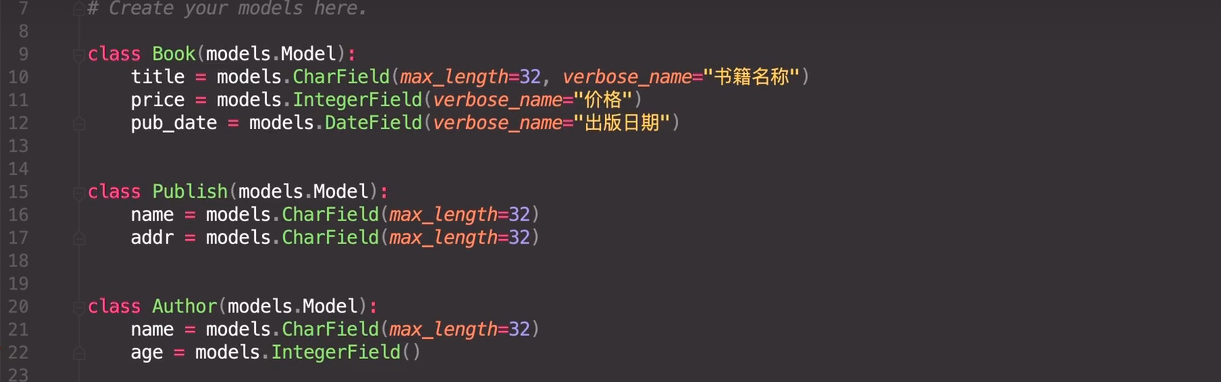 7 # Create your models here.
8
9 class Book(models.Model):
10 title = models.CharField(max_length=32, verbose_name="书籍名称")
11 price = models.IntegerField(verbose_name="价格")
12 pub_date = models.DateField(verbose_name="出版日期")
13
14
15 class Publish(models.Model):
16 name = models.CharField(max_length=32)
17 addr = models.CharField(max_length=32)
18
19
20 class Author(models.Model):
21 name = models.CharField(max_length=32)
22 age = models.IntegerField()
23